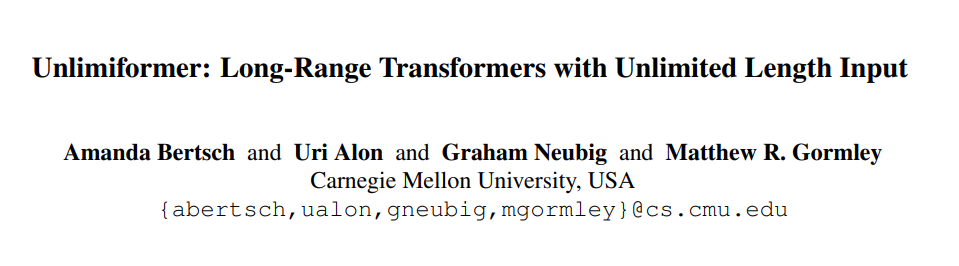 Unlimiformer: Long-Range Transformers with Unlimited Length Input
Amanda Bertsch and Uri Alon and Graham Neubig and Matthew R. Gormley
Carnegie Mellon University, USA
{abertsch,ualon,gneubig,mgormley}@cs.cmu.edu